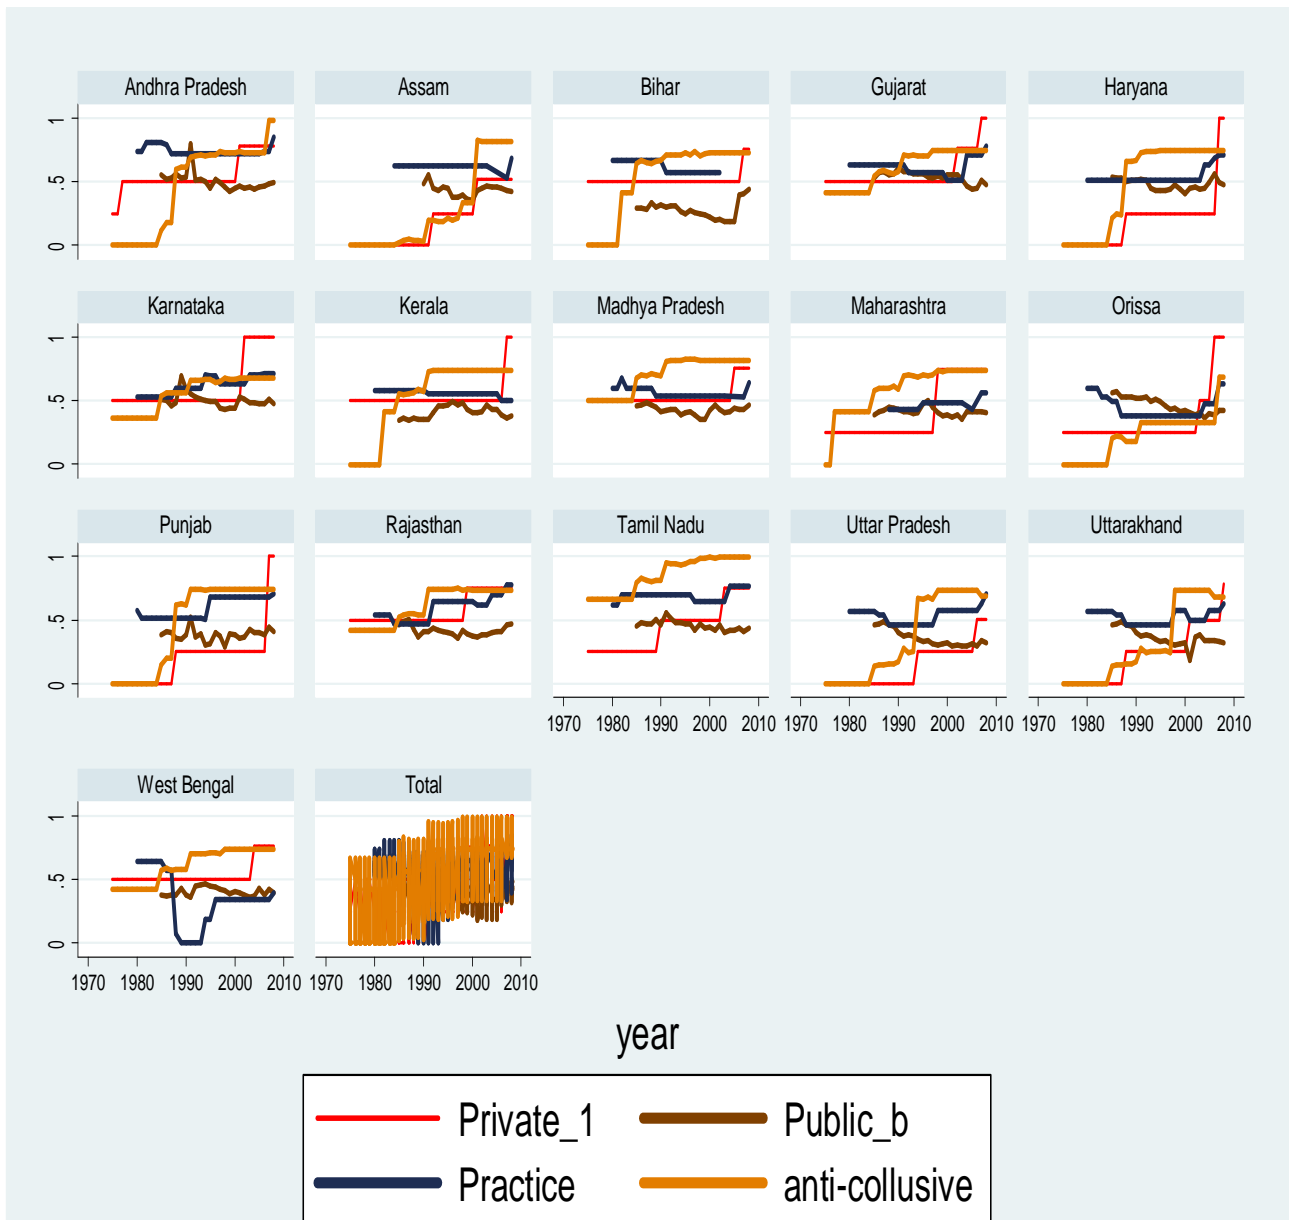 Andhra Pradesh Assam Bihar Gujarat Haryana
1
.5
0
Karnataka Kerala Madhya Pradesh Maharashtra Orissa
1
.5
0
Punjab Rajasthan Tamil Nadu Uttar Pradesh Uttarakhand
1
.5
0
1970 1980 1990 2000 2010 1970 1980 1990 2000 2010 1970 1980 1990 2000 2010
West Bengal Total
1
.5
0
1970 1980 1990 2000 2010 1970 1980 1990 2000 2010
year
Private_1 Public_b
Practice anti-collusive